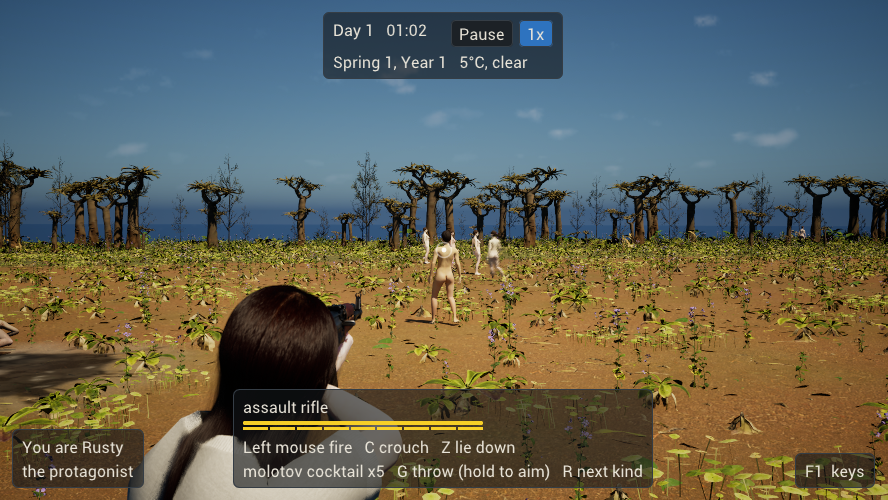 Day 1 01:02 Pause 1x
Spring 1, Year 1 5°C, clear
assault rifle
Left mouse fire C crouch Z lie down
molotov cocktail x5 G throw (hold to aim) R next kind
You are Rusty
the protagonist
F1 keys